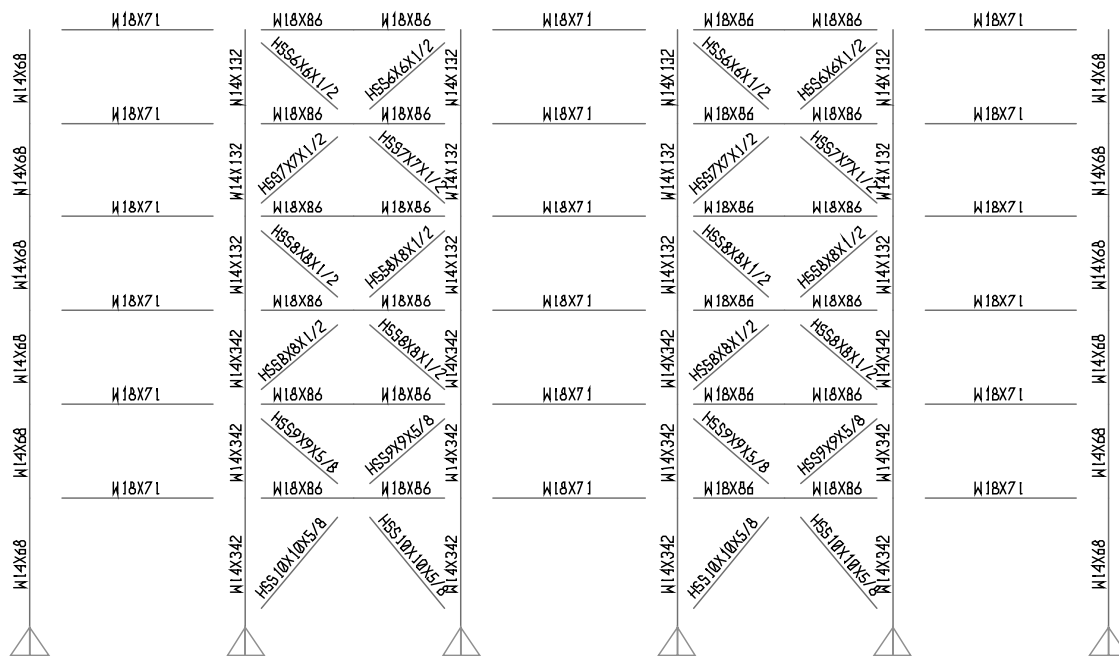 W18X71 W18X86 W18X86 W18X71 W18X86 W18X86 W18X71
W14X68 HSS6X6X1/2 HSS6X6X1/2 HSS6X6X1/2 HSS6X6X1/2 W14X68
W14X132 W14X132 W14X132 W14X132
W18X71 W18X86 W18X86 W18X71 W18X86 W18X86 W18X71
W14X68 HSS7X7X1/2 HSS7X7X1/2 HSS7X7X1/2 HSS7X7X1/2 W14X68
W14X132 W14X132 W14X132 W14X132
W18X71 W18X86 W18X86 W18X71 W18X86 W18X86 W18X71
W14X68 HSS8X8X1/2 HSS8X8X1/2 HSS8X8X1/2 HSS8X8X1/2 W14X68
W14X132 W14X132 W14X132 W14X132
W18X71 W18X86 W18X86 W18X71 W18X86 W18X86 W18X71
W14X68 HSS8X8X1/2 HSS8X8X1/2 HSS8X8X1/2 HSS8X8X1/2 W14X68
W14X342 W14X342 W14X342 W14X342
W18X71 W18X86 W18X86 W18X71 W18X86 W18X86 W18X71
W14X68 HSS9X9X5/8 HSS9X9X5/8 HSS9X9X5/8 HSS9X9X5/8 W14X68
W14X342 W14X342 W14X342 W14X342
W18X71 W18X86 W18X86 W18X71 W18X86 W18X86 W18X71
W14X68 HSS10X10X5/8 HSS10X10X5/8 HSS10X10X5/8 HSS10X10X5/8 W14X68
W14X342 W14X342 W14X342 W14X342